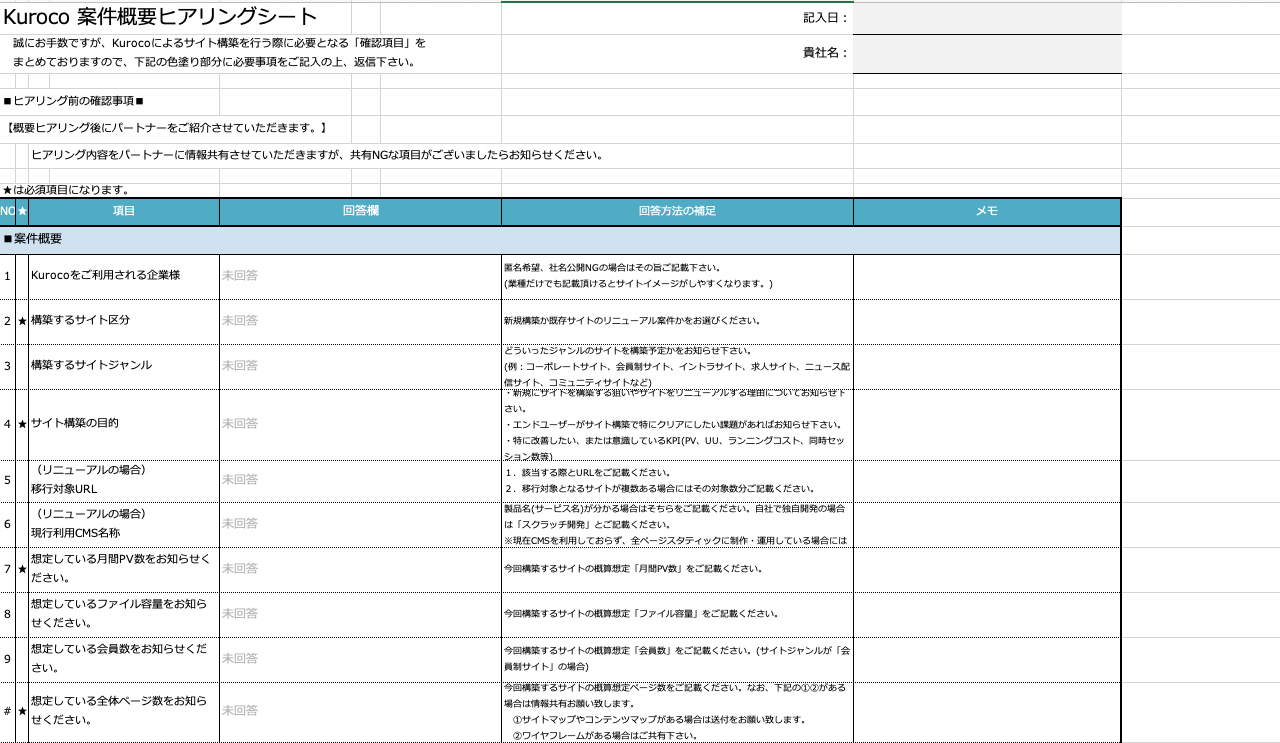 Kuroco 案件概要ヒアリングシート
記入日：
誠にお手数ですが、Kurocoによるサイト構築を行う際に必要となる「確認項目」を
まとめておりますので、下記の色塗り部分に必要事項をご記入の上、返信下さい。
貴社名：
■ヒアリング前の確認事項■
【概要ヒアリング後にパートナーをご紹介させていただきます。】
ヒアリング内容をパートナーに情報共有させていただきますが、共有NGな項目がございましたらお知らせください。
★は必須項目になります。
NO ★ 項目 回答欄 回答方法の補足 メモ
■案件概要
1 Kurocoをご利用される企業様 未回答
匿名希望、社名公開NGの場合はその旨ご記載下さい。
(業種だけでも記載頂けるとサイトイメージがしやすくなります。)
2 ★ 構築するサイト区分 未回答 新規構築か既存サイトのリニューアル案件かをお選びください。
3 構築するサイトジャンル 未回答
どういったジャンルのサイトを構築予定かをお知らせ下さい。
(例：コーポレートサイト、会員制サイト、イントラサイト、求人サイト、ニュース配
信サイト、コミュニティサイトなど)
4 ★ サイト構築の目的 未回答
・新規にサイトを構築する狙いやサイトをリニューアルする理由についてお知らせ下
さい。
・エンドユーザーがサイト構築で特にクリアにしたい課題があればお知らせ下さい。
・特に改善したい、または意識しているKPI(PV、UU、ランニングコスト、同時セッ
ション数等)
5 （リニューアルの場合）
移行対象URL 未回答
１．該当する際とURLをご記載ください。
２．移行対象となるサイトが複数ある場合にはその対象数分ご記載ください。
6 （リニューアルの場合）
現行利用CMS名称 未回答
製品名(サービス名)が分かる場合はそちらをご記載ください。自社で独自開発の場合
は「スクラッチ開発」とご記載ください。
※現在CMSを利用しておらず、全ページスタティックに制作・運用している場合には
7 ★ 想定している月間PV数をお知らせく
ださい。 未回答 今回構築するサイトの概算想定「月間PV数」をご記載ください。
8 想定しているファイル容量をお知ら
せください。 未回答 今回構築するサイトの概算想定「ファイル容量」をご記載ください。
9 想定している会員数をお知らせくだ
さい。 未回答
今回構築するサイトの概算想定「会員数」をご記載ください。(サイトジャンルが「会
員制サイト」の場合)
# ★ 想定している全体ページ数をお知ら
せください。 未回答
今回構築するサイトの概算想定ページ数をご記載ください。なお、下記の①②がある
場合は情報共有お願い致します。
①サイトマップやコンテンツマップがある場合は送付をお願い致します。
②ワイヤフレームがある場合はご共有下さい。